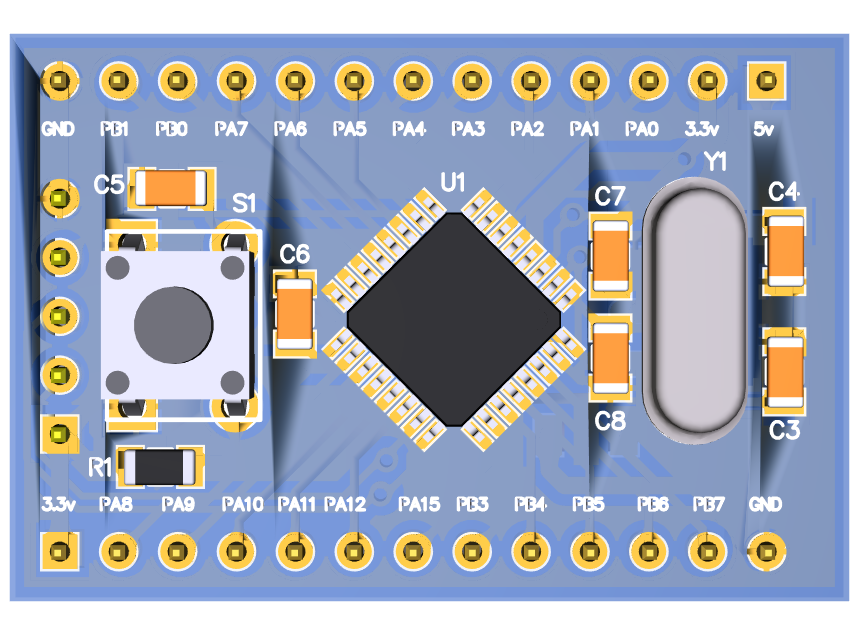 GND PB1 PB0 PA7 PA6 PA5 PA4 PA3 PA2 PA1 PA0 3.3v 5v
Y1
C5 U1 C7 C4
S1
C6
C8 C3
R1
3.3v PA8 PA9 PA10 PA11 PA12 PA15 PB3 PB4 PB5 PB6 PB7 GND